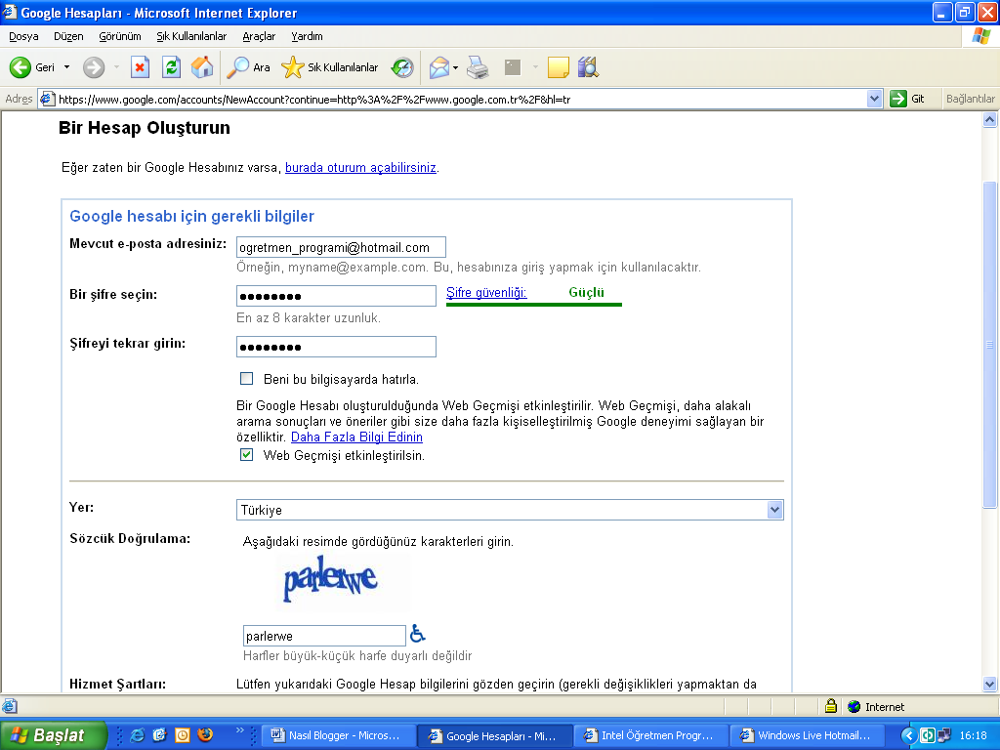 Google Hesapları - Microsoft Internet Explorer
Dosya Düzen Görünüm Sık Kullanılanlar Araçlar Yardım
Geri Ara Sık Kullanılanlar
Adres https://www.google.com/accounts/NewAccount?continue=http%3A%2F%2Fwww.google.com.tr%2F&hl=tr Git Bağlantılar
Bir Hesap Oluşturun
Eğer zaten bir Google Hesabınız varsa, burada oturum açabilirsiniz.
Google hesabı için gerekli bilgiler
Mevcut e-posta adresiniz: ogretmen_programi@hotmail.com
Örneğin, myname@example.com. Bu, hesabınıza giriş yapmak için kullanılacaktır.
Bir şifre seçin: ●●●●●●●● Şifre güvenliği: Güçlü
En az 8 karakter uzunluk.
Şifreyi tekrar girin: ●●●●●●●●
Beni bu bilgisayarda hatırla.
Bir Google Hesabı oluşturulduğunda Web Geçmişi etkinleştirilir. Web Geçmişi, daha alakalı
arama sonuçları ve öneriler gibi size daha fazla kişiselleştirilmiş Google deneyimi sağlayan bir
özelliktir. Daha Fazla Bilgi Edinin
Web Geçmişi etkinleştirilsin.
Yer: Türkiye
Sözcük Doğrulama: Aşağıdaki resimde gördüğünüz karakterleri girin.
parlerwe
parlerwe
Harfler büyük-küçük harfe duyarlı değildir
Hizmet Şartları: Lütfen yukarıdaki Google Hesap bilgilerini gözden geçirin (gerekli değişiklikleri yapmaktan da
Internet
Başlat » Nasıl Blogger - Micros... Google Hesapları - Mi... Intel Öğretmen Progr... Windows Live Hotmail... 16:18